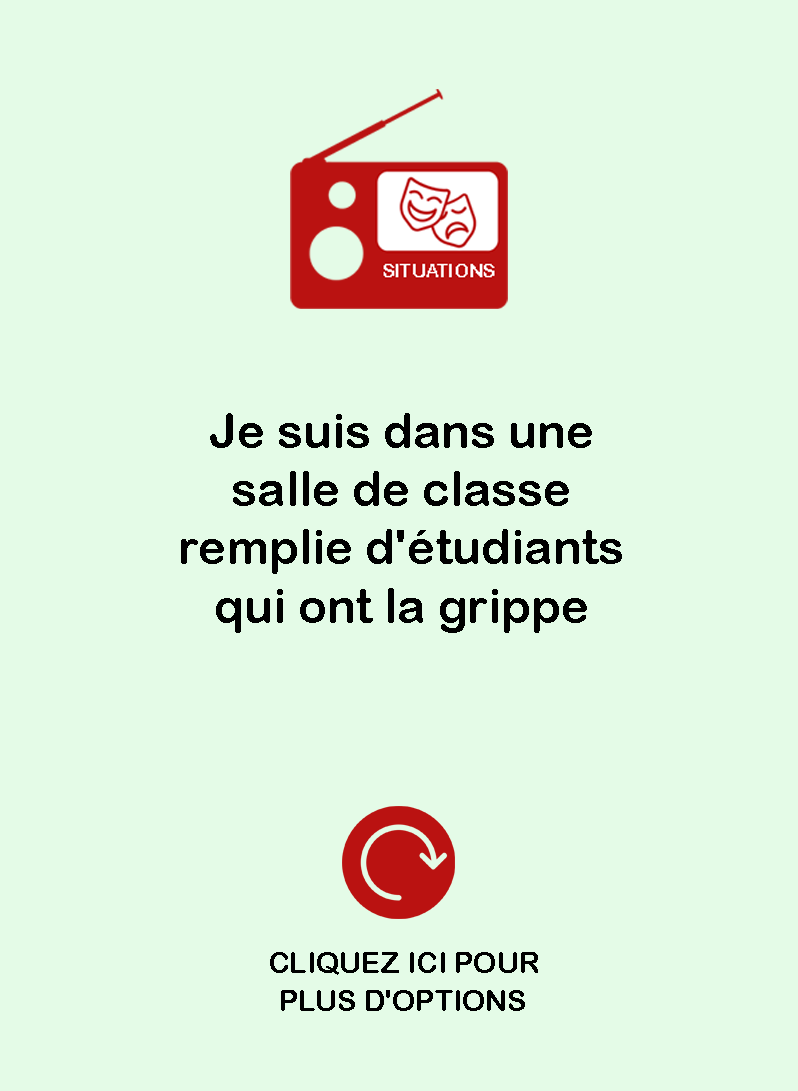 SITUATIONS
Je suis dans une
salle de classe
remplie d'étudiants
qui ont la grippe
CLIQUEZ ICI POUR
PLUS D'OPTIONS